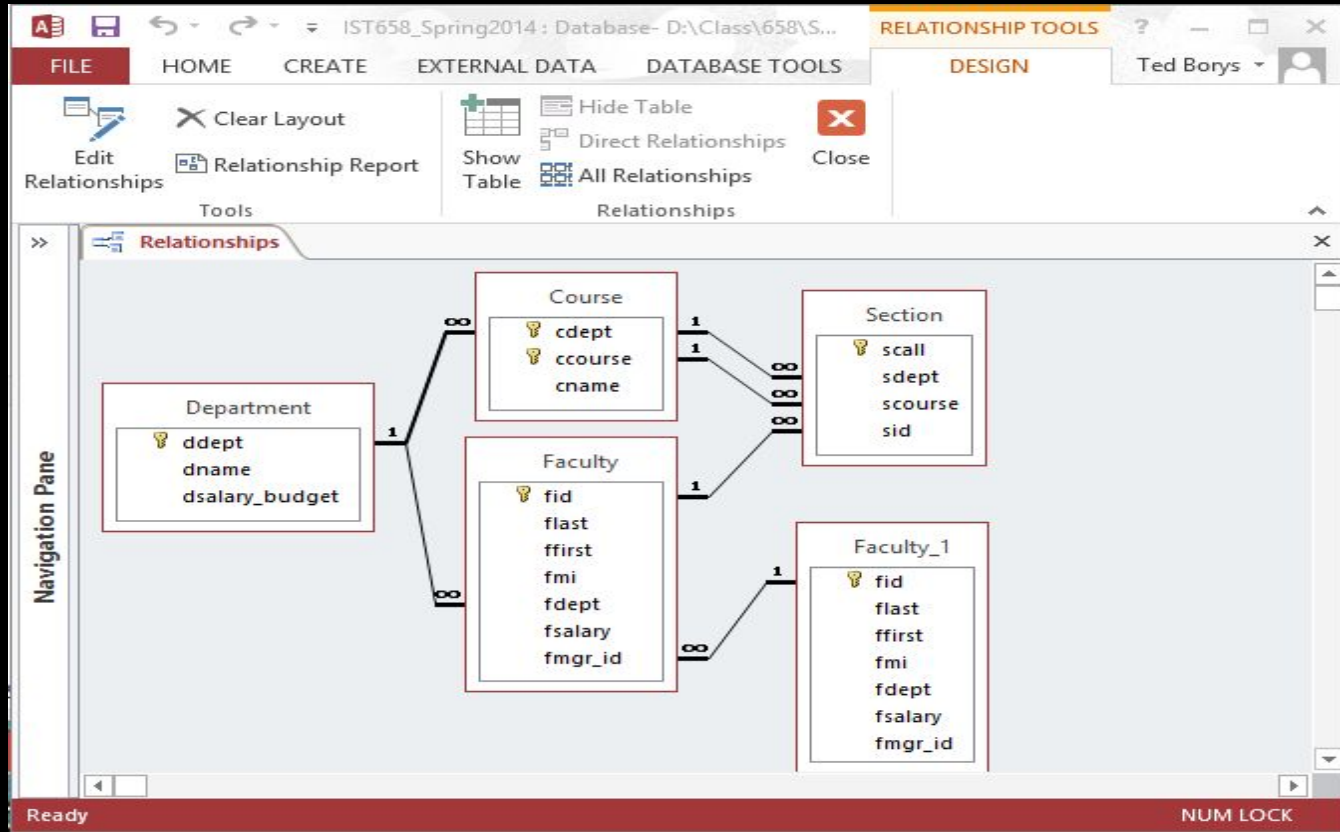 IST658_Spring2014 : Database- D:\Class\658\S... RELATIONSHIP TOOLS ?
FILE HOME CREATE EXTERNAL DATA DATABASE TOOLS DESIGN Ted Borys
Edit Relationships
Clear Layout
Relationship Report
Tools
Show Table
Hide Table
Direct Relationships
All Relationships
Relationships
Close
» Relationships
Navigation Pane
Department
ddept
dname
dsalary_budget
1
∞
∞
Course
cdept
ccourse
cname
1
1
Faculty
fid
flast
ffirst
fmi
fdept
fsalary
fmgr_id
1
∞
Section
scall
sdept
scourse
sid
∞
∞
∞
Faculty_1
fid
flast
ffirst
fmi
fdept
fsalary
fmgr_id
1
Ready NUM LOCK